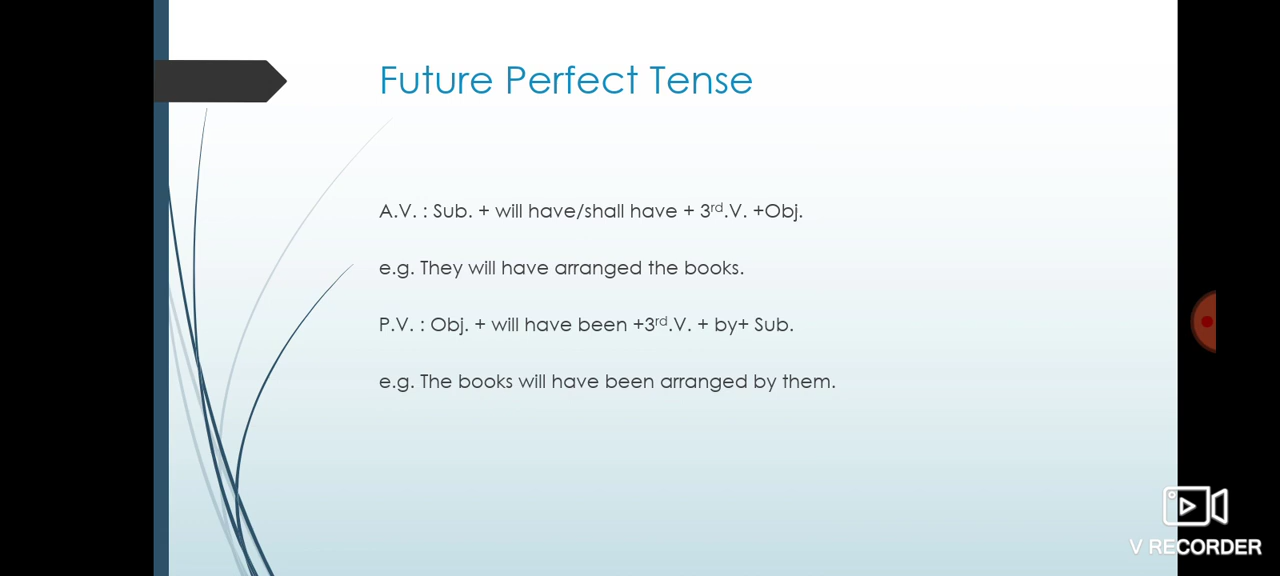 Future Perfect Tense
A.V. : Sub. + will have/shall have + 3rd.V. +Obj.
e.g. They will have arranged the books.
P.V. : Obj. + will have been +3rd.V. + by+ Sub.
e.g. The books will have been arranged by them.
V RECORDER